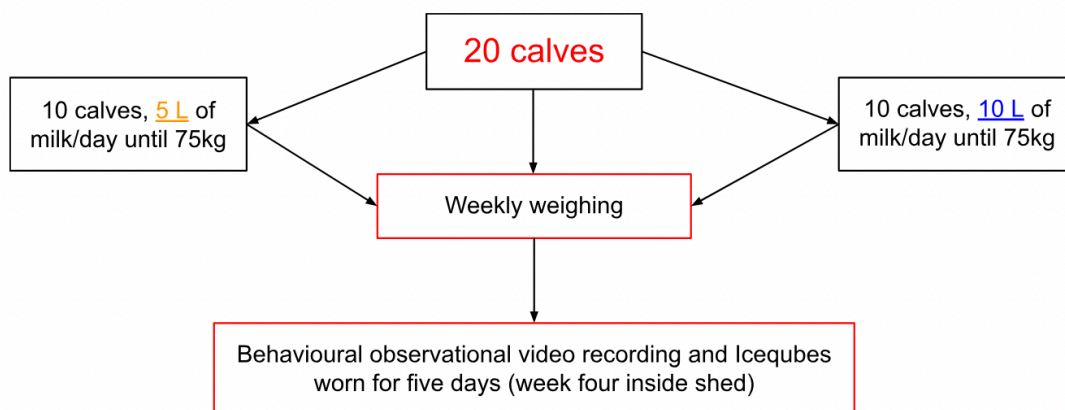 20 calves
10 calves, 5 L of
milk/day until 75kg
10 calves, 10 L of
milk/day until 75kg
Weekly weighing
Behavioural observational video recording and Icequbes
worn for five days (week four inside shed)